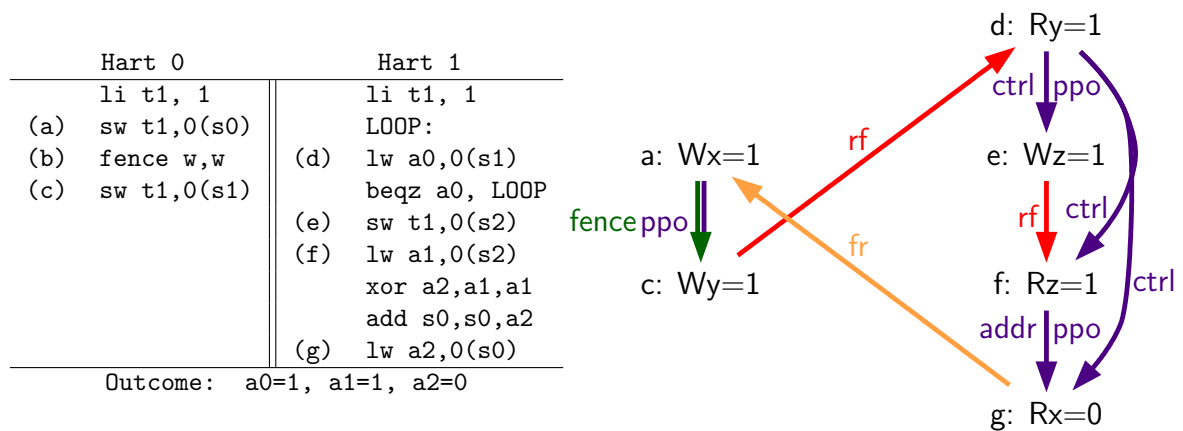 Hart 0 Hart 1
li t1, 1 li t1, 1
(a) sw t1,0(s0) LOOP:
(b) fence w,w (d) lw a0,0(s1)
(c) sw t1,0(s1) beqz a0, LOOP
(e) sw t1,0(s2)
(f) lw a1,0(s2)
xor a2,a1,a1
add s0,s0,a2
(g) lw a2,0(s0)
Outcome: a0=1, a1=1, a2=0
d: Ry=1
ctrl ppo
rf
a: Wx=1 e: Wz=1
fence ppo rf ctrl
fr
c: Wy=1 f: Rz=1
ctrl
addr ppo
g: Rx=0